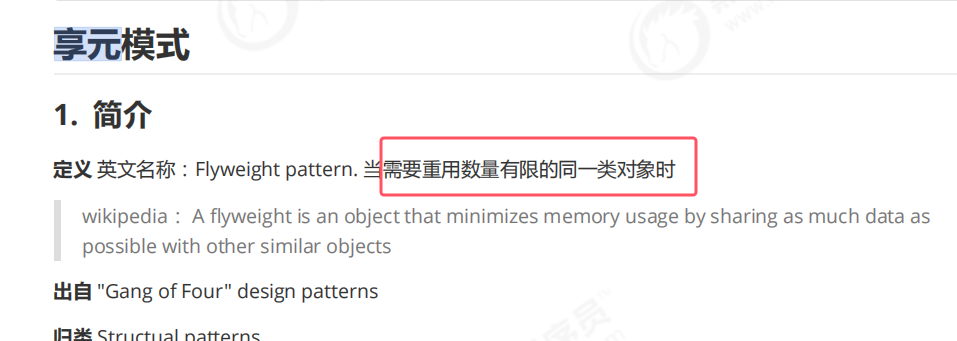 享元模式
1. 简介
定义 英文名称：Flyweight pattern. 当需要重用数量有限的同一类对象时
wikipedia： A flyweight is an object that minimizes memory usage by sharing as much data as
possible with other similar objects
出自 "Gang of Four" design patterns
归类 Structual patterns